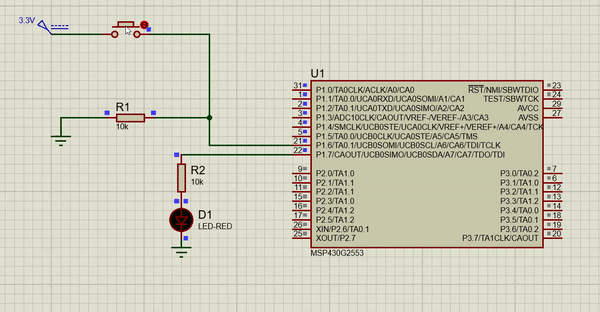 3.3V
U1
31 P1.0/TA0CLK/ACLK/A0/CA0 RST/NMI/SBWTDIO 23
1 P1.1/TA0.0/UCA0RXD/UCA0SOMI/A1/CA1 TEST/SBWTCK 24
2 P1.2/TA0.1/UCA0TXD/UCA0SIMO/A2/CA2 AVCC 29
3 P1.3/ADC10CLK/CAOUT/VREF-/VEREF-/A3/CA3 AVSS 27
4 P1.4/SMCLK/UCB0STE/UCA0CLK/VREF+/VEREF+/A4/CA4/TCK
5 P1.5/TA0.0/UCB0CLK/UCA0STE/A5/CA5/TMS
21 P1.6/TA0.1/UCB0SOMI/UCB0SCL/A6/CA6/TDI/TCLK
22 P1.7/CAOUT/UCB0SIMO/UCB0SDA/A7/CA7/TDO/TDI
R1
10k
R2
10k
D1
LED-RED
9 P2.0/TA1.0 P3.0/TA0.2 7
10 P2.1/TA1.1 P3.1/TA1.0 6
11 P2.2/TA1.1 P3.2/TA1.1 12
15 P2.3/TA1.0 P3.3/TA1.2 13
16 P2.4/TA1.2 P3.4/TA0.0 14
17 P2.5/TA1.2 P3.5/TA0.1 18
26 XIN/P2.6/TA0.1 P3.6/TA0.2 19
25 XOUT/P2.7 P3.7/TA1CLK/CAOUT 20
MSP430G2553